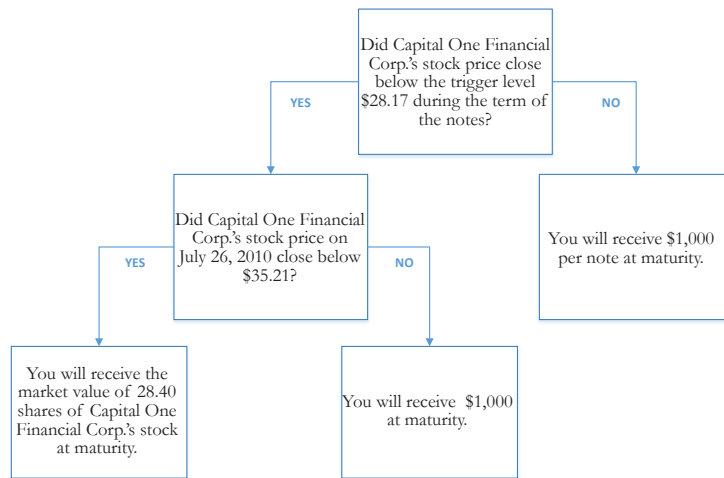 Did Capital One Financial
Corp.'s stock price close
below the trigger level
$28.17 during the term of
the notes?
YES
NO
Did Capital One Financial
Corp.'s stock price on
July 26, 2010 close below
$35.21?
You will receive $1,000
per note at maturity.
YES
NO
You will receive the
market value of 28.40
shares of Capital One
Financial Corp.'s stock
at maturity.
You will receive $1,000
at maturity.